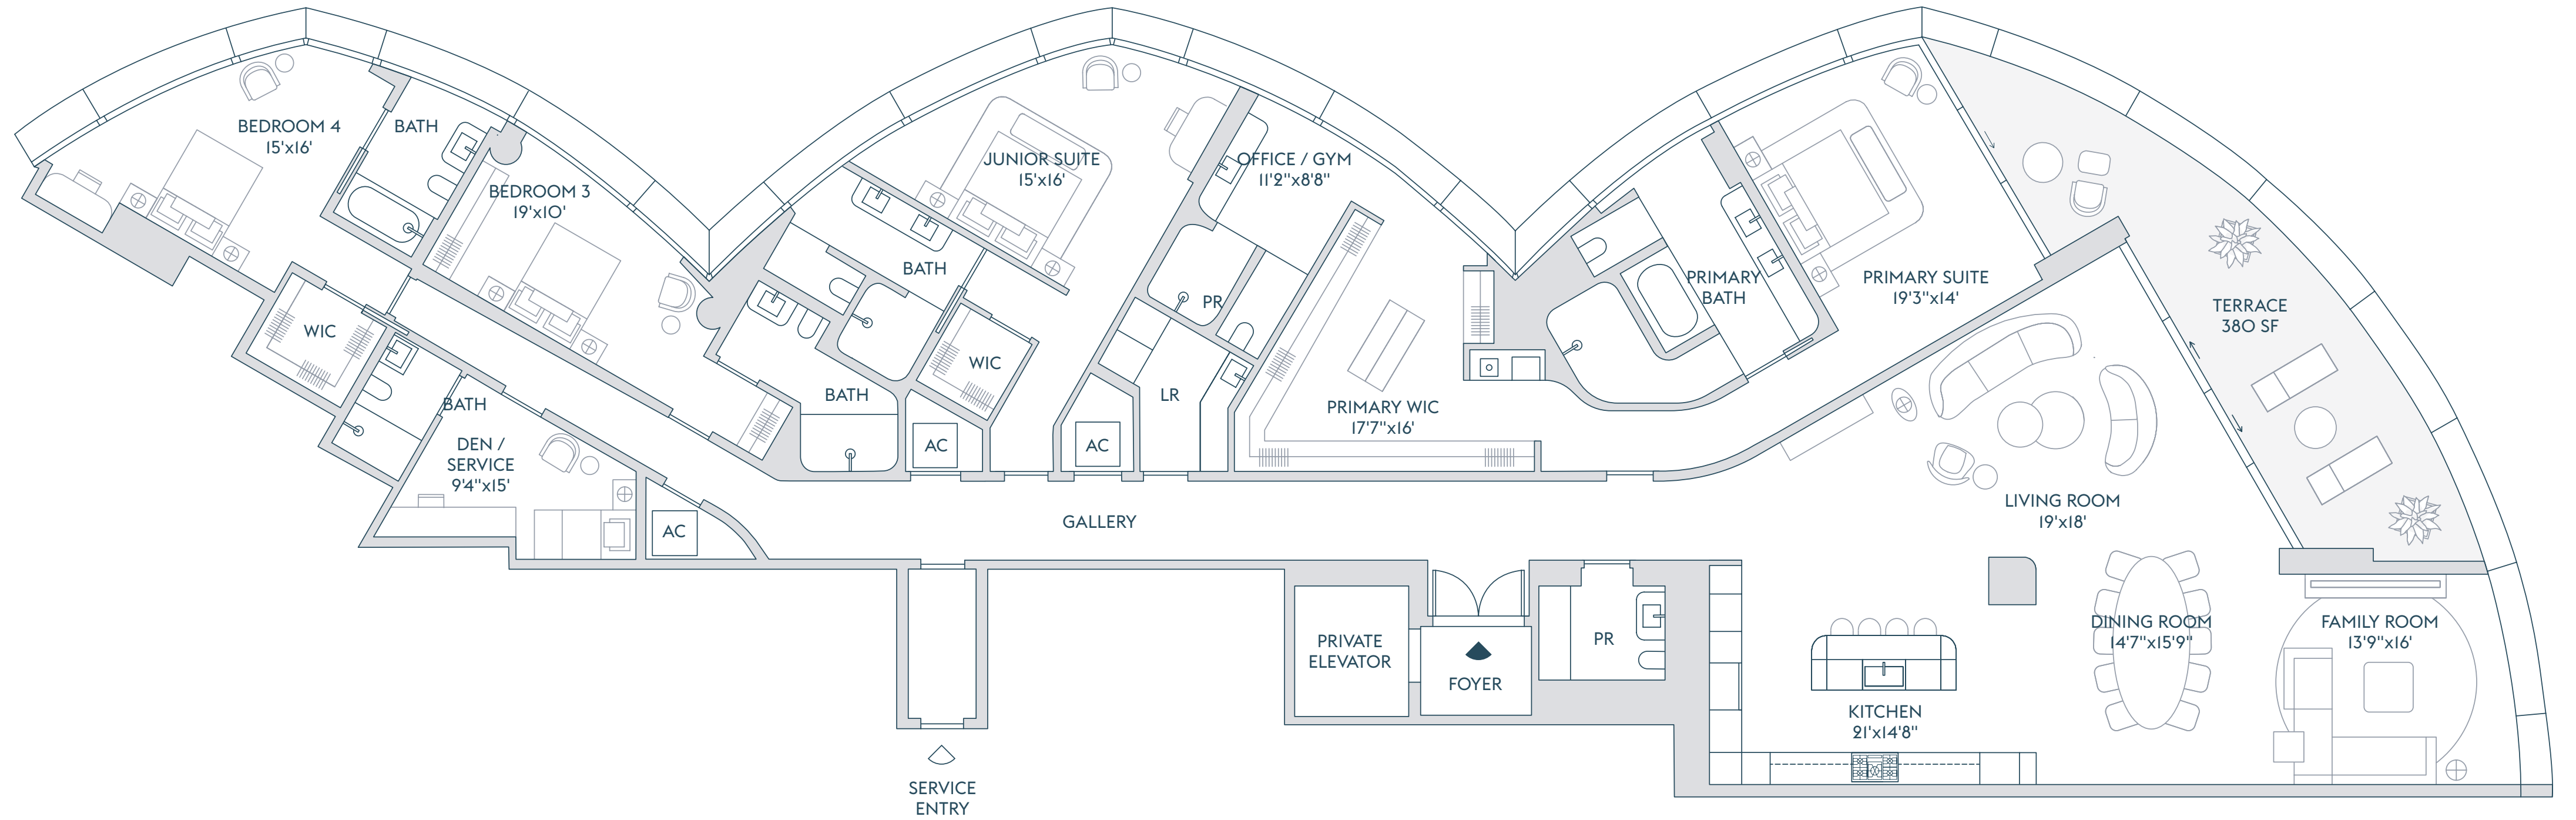 BEDROOM 4
15'x16'
BATH
BEDROOM 3
19'x10'
JUNIOR SUITE
15'x16'
OFFICE / GYM
11'2"x8'8"
BATH
PR
PRIMARY
BATH
PRIMARY SUITE
19'3"x14'
TERRACE
380 SF
WIC
BATH
DEN /
SERVICE
9'4"x15'
BATH
WIC
AC
AC
LR
PRIMARY WIC
17'7"x16'
AC
GALLERY
LIVING ROOM
19'x18'
PRIVATE
ELEVATOR
FOYER
PR
KITCHEN
21'x14'8"
DINING ROOM
14'7"x15'9"
FAMILY ROOM
13'9"x16'
SERVICE
ENTRY